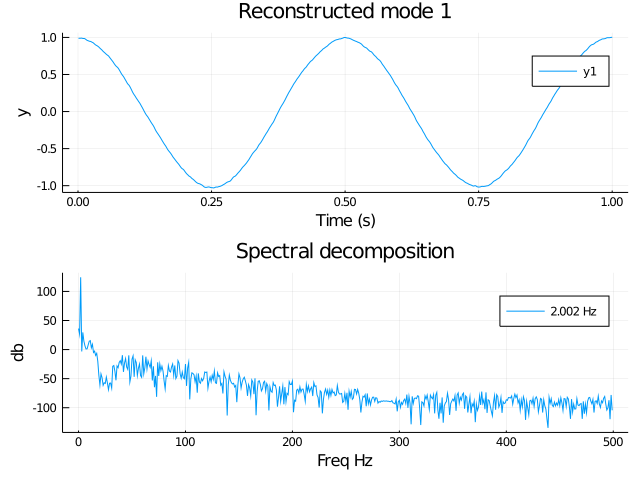 Reconstructed mode 1
1.0
0.5
0.0
-0.5
-1.0
y
y1
0.00 0.25 0.50 0.75 1.00
Time (s)
Spectral decomposition
100
50
0
-50
-100
db
2.002 Hz
0 100 200 300 400 500
Freq Hz